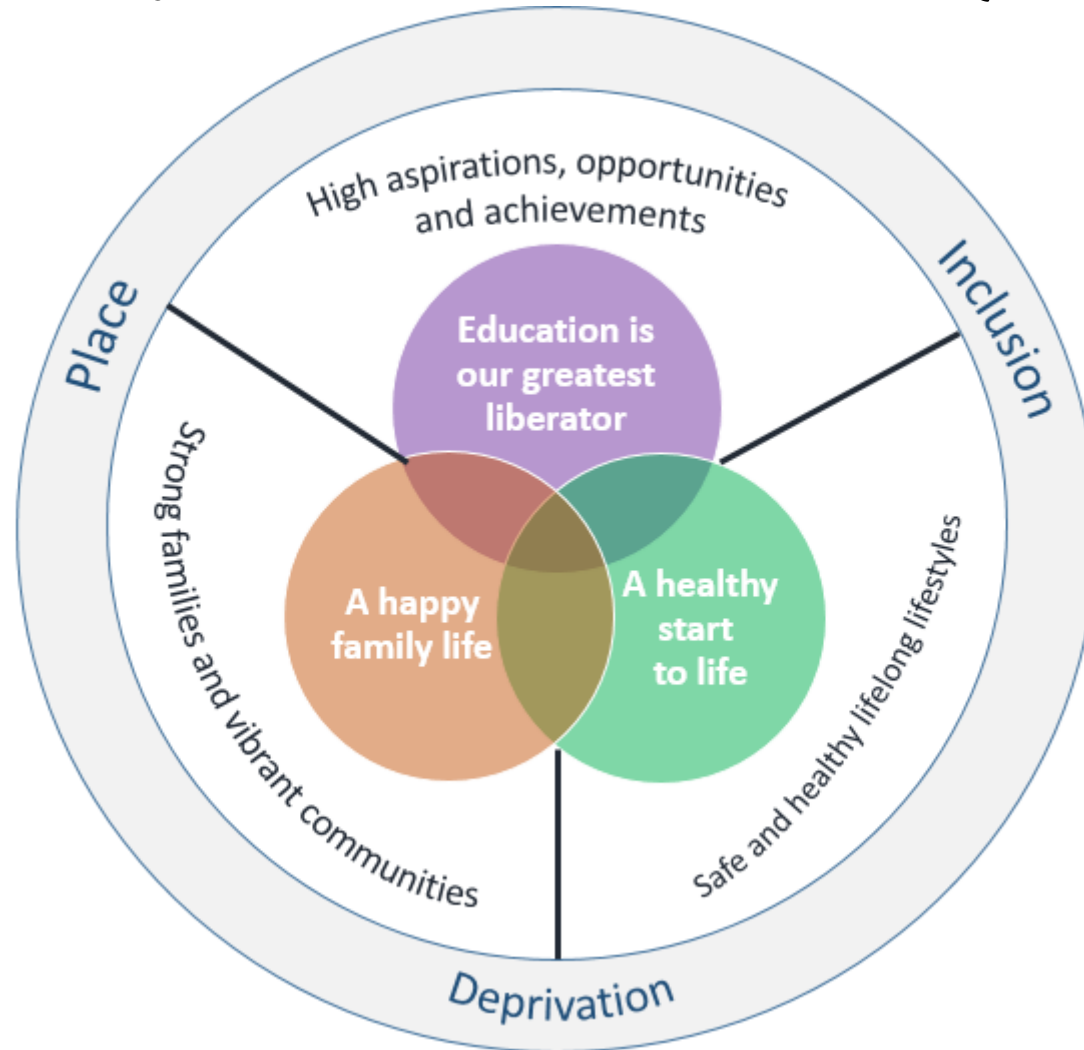 High aspirations, opportunities
and achievements
Place
Inclusion
Education is
our greatest
liberator
Strong families and vibrant communities
A happy
family life
A healthy
start
to life
Safe and healthy lifelong lifestyles
Deprivation